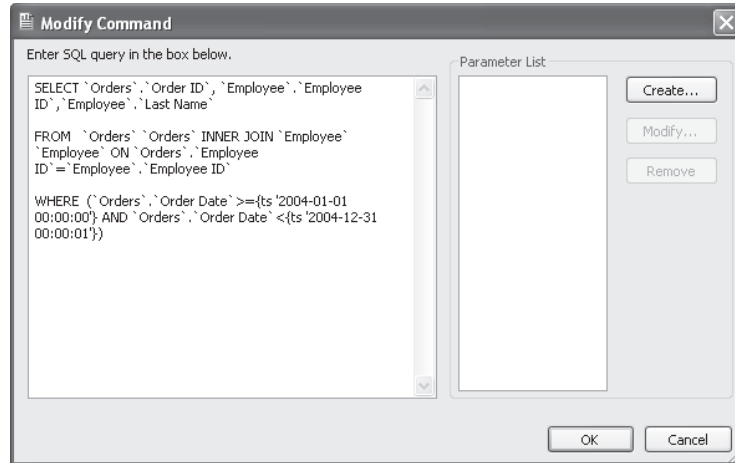 Modify Command
Enter SQL query in the box below.
SELECT `Orders`.`Order ID`, `Employee`.`Employee
ID`,`Employee`.`Last Name`
FROM  `Orders` `Orders` INNER JOIN `Employee`
`Employee` ON `Orders`.`Employee
ID`=`Employee`.`Employee ID`
WHERE  (`Orders`.`Order Date`>={ts '2004-01-01
00:00:00'} AND `Orders`.`Order Date`<{ts '2004-12-31
00:00:01'})
Parameter List
Create...
Modify...
Remove
OK
Cancel